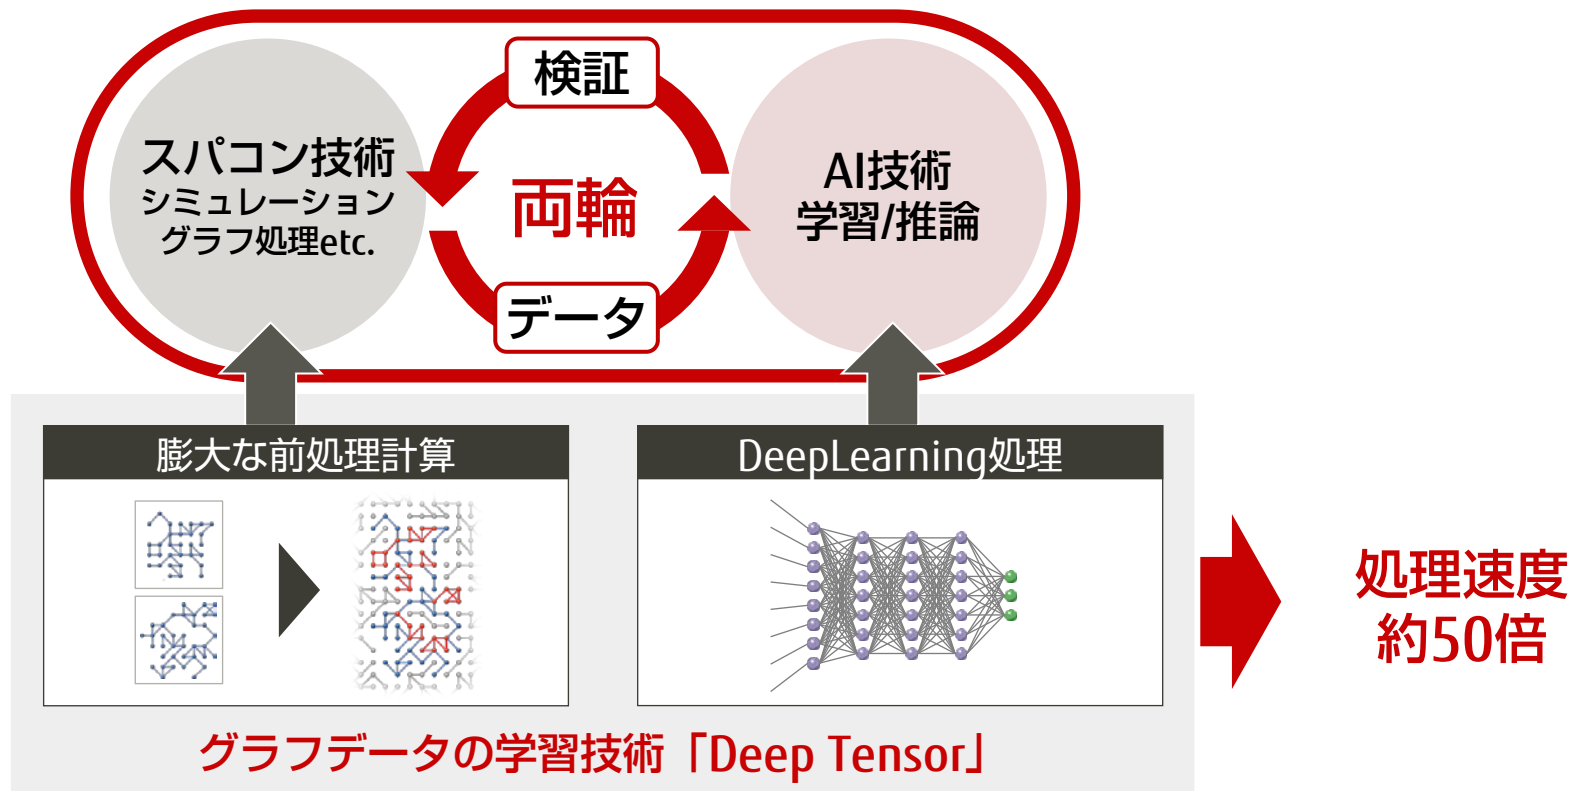 検証
スパコン技術
シミュレーション
グラフ処理etc.
両輪
AI技術
学習/推論
データ
膨大な前処理計算
DeepLearning処理
処理速度
約50倍
グラフデータの学習技術「Deep Tensor」